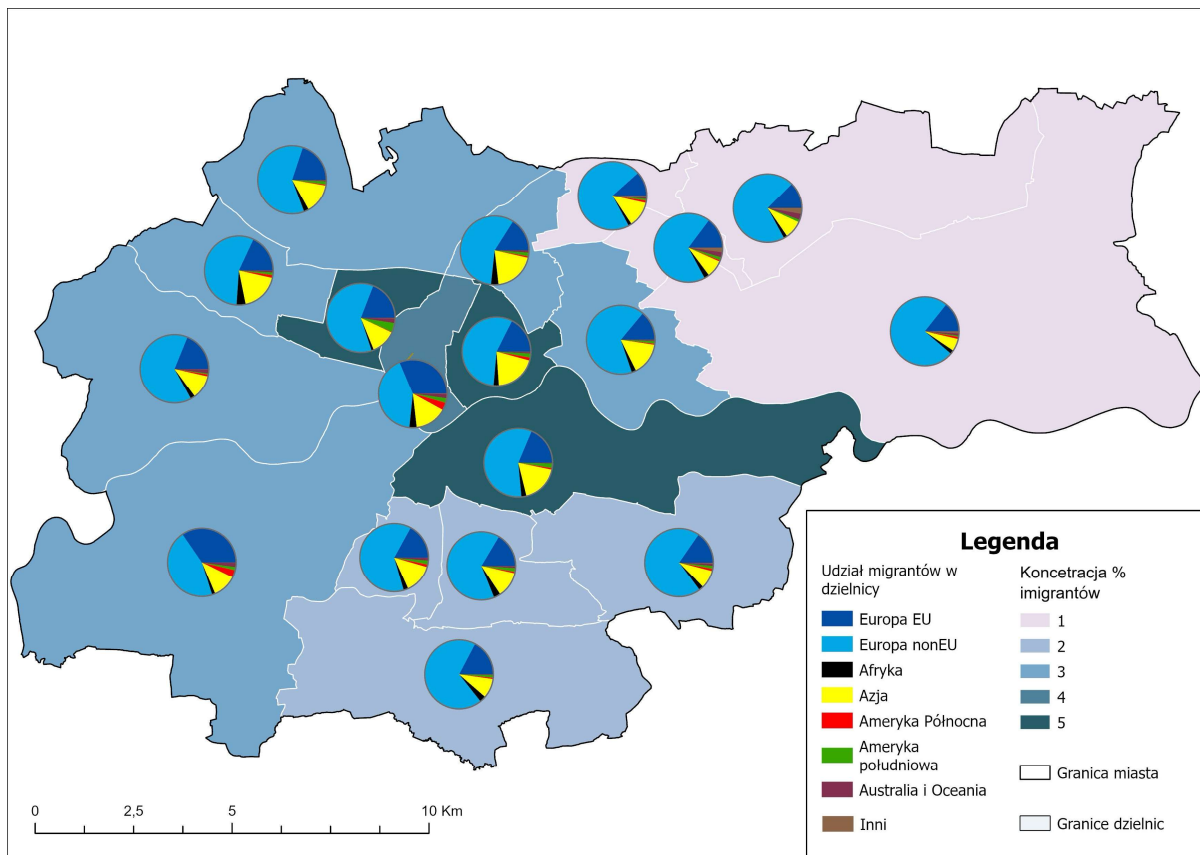 Legenda
Udział migrantów w
dzielnicy
Europa EU
Europa nonEU
Afryka
Azja
Ameryka Północna
Ameryka
południowa
Australia i Oceania
Inni
Koncetracja %
imigrantów
1
2
3
4
5
Granica miasta
Granice dzielnic
0 2,5 5 10 Km